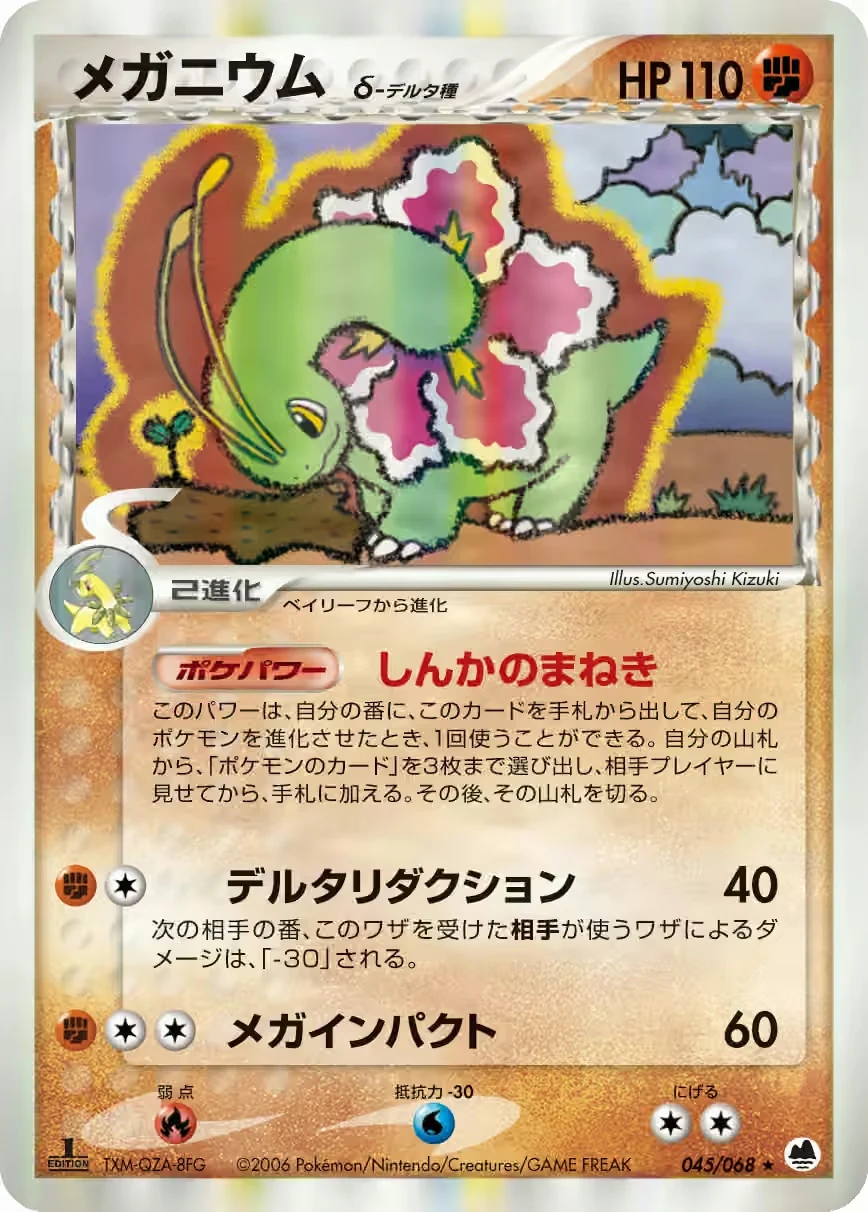 メガニウム δ-デルタ種 HP 110
Illus.Sumiyoshi Kizuki
2進化
ベイリーフから進化
ポケパワー しんかのまねき
このパワーは、自分の番に、このカードを手札から出して、自分の
ポケモンを進化させたとき、1回使うことができる。自分の山札
から、「ポケモンのカード」を3枚まで選び出し、相手プレイヤーに
見せてから、手札に加える。その後、その山札を切る。
デルタリダクション 40
次の相手の番、このワザを受けた相手が使うワザによるダ
メージは、「-30」される。
メガインパクト 60
弱点 抵抗力 -30 にげる
1 EDITION TXM-QZA-8FG ©2006 Pokémon/Nintendo/Creatures/GAME FREAK 045/068 ★